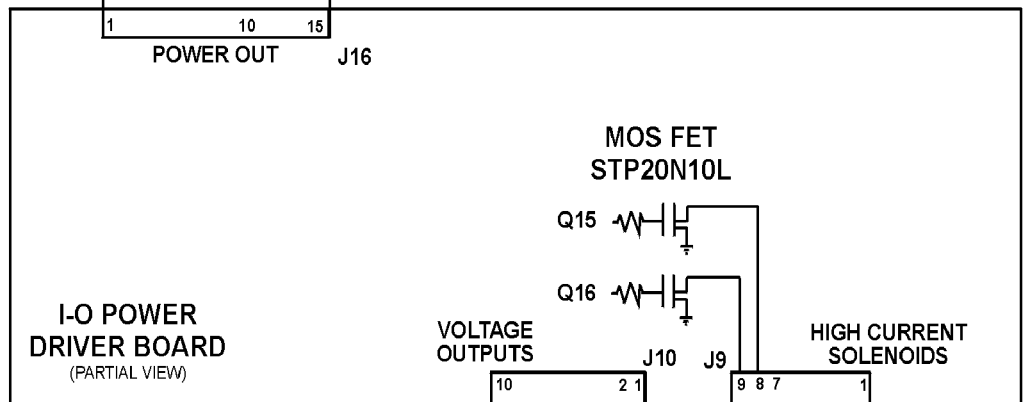 1 10 15
POWER OUT J16
MOS FET
STP20N10L
Q15
Q16
I-O POWER
DRIVER BOARD
(PARTIAL VIEW)
VOLTAGE
OUTPUTS
J10 J9
HIGH CURRENT
SOLENOIDS
10 2 1
9 8 7 1